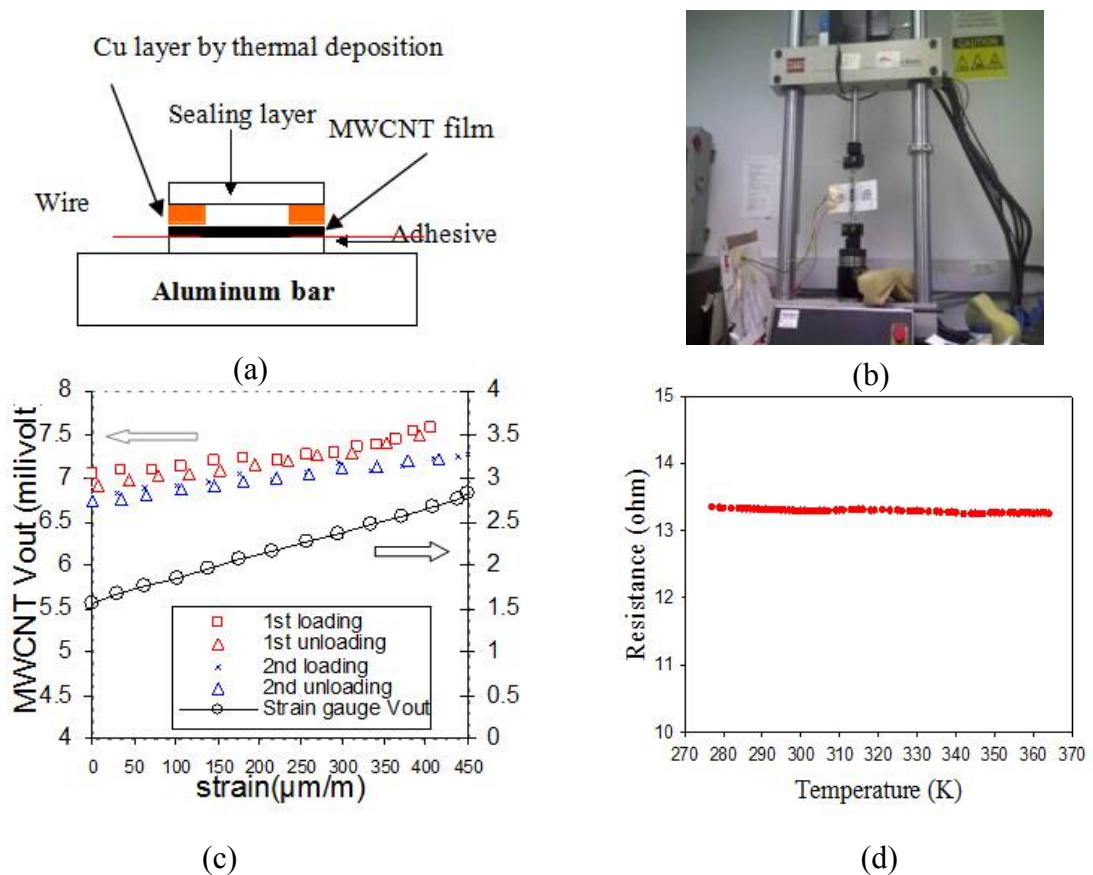 Cu layer by thermal deposition
Sealing layer
MWCNT film
Wire
Adhesive
Aluminum bar
(a)
CAUTION
(b)
MWCNT Vout (milivolt)
8
7.5
7
6.5
6
5.5
5
4.5
4
4
3.5
3
2.5
2
1.5
1
0.5
0
1st loading
1st unloading
2nd loading
2nd unloading
Strain gauge Vout
0 50 100 150 200 250 300 350 400 450
strain(µm/m)
(c)
Resistance (ohm)
15
14
13
12
11
10
270 280 290 300 310 320 330 340 350 360 370
Temperature (K)
(d)